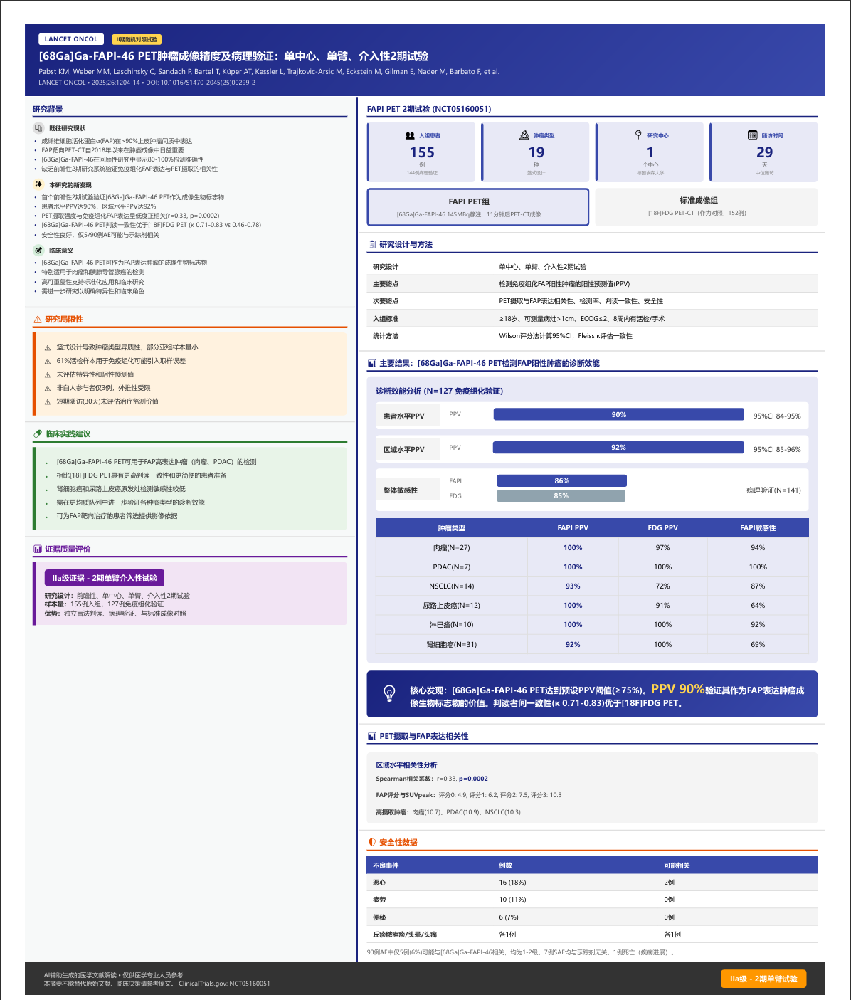 LANCET ONCOL
II期随机对照试验
[68Ga]Ga-FAPI-46 PET肿瘤成像精度及病理验证：单中心、单臂、介入性2期试验
Pabst KM, Weber MM, Laschinsky C, Sandach P, Bartel T, Küper AT, Kessler L, Trajkovic-Arsic M, Eckstein M, Gilman E, Nader M, Barbato F, et al.
LANCET ONCOL • 2025;26:1204-14 • DOI: 10.1016/S1470-2045(25)00299-2
研究背景
既往研究现状
• 成纤维细胞活化蛋白α(FAP)在>90%上皮肿瘤间质中表达
• FAP靶向PET-CT自2018年以来在肿瘤成像中日益重要
• [68Ga]Ga-FAPI-46在回顾性研究中显示80-100%检测准确性
• 缺乏前瞻性2期研究系统验证免疫组化FAP表达与PET摄取的相关性
本研究的新发现
• 首个前瞻性2期试验验证[68Ga]Ga-FAPI-46 PET作为成像生物标志物
• 患者水平PPV达90%，区域水平PPV达92%
• PET摄取强度与免疫组化FAP表达呈低度正相关(r=0.33, p=0.0002)
• [68Ga]Ga-FAPI-46 PET判读一致性优于[18F]FDG PET (κ 0.71-0.83 vs 0.46-0.78)
• 安全性良好，仅5/90例AE可能与示踪剂相关
临床意义
• [68Ga]Ga-FAPI-46 PET可作为FAP表达肿瘤的成像生物标志物
• 特别适用于肉瘤和胰腺导管腺癌的检测
• 高可重复性支持标准化应用和临床研究
• 需进一步研究以明确特异性和临床角色
研究局限性
篮式设计导致肿瘤类型异质性，部分亚组样本量小
61%活检样本用于免疫组化可能引入取样误差
未评估特异性和阴性预测值
非白人参与者仅3例，外推性受限
短期随访(30天)未评估治疗监测价值
临床实践建议
▸ [68Ga]Ga-FAPI-46 PET可用于FAP高表达肿瘤（肉瘤、PDAC）的检测
▸ 相比[18F]FDG PET具有更高判读一致性和更简便的患者准备
▸ 肾细胞癌和尿路上皮癌原发灶检测敏感性较低
▸ 需在更均质队列中进一步验证各肿瘤类型的诊断效能
▸ 可为FAP靶向治疗的患者筛选提供影像依据
证据质量评价
IIa级证据 - 2期单臂介入性试验
研究设计：前瞻性、单中心、单臂、介入性2期试验
样本量：155例入组，127例免疫组化验证
优势：独立盲法判读、病理验证、与标准成像对照
FAPI PET 2期试验 (NCT05160051)
入组患者
155
例
144例病理验证
肿瘤类型
19
种
篮式设计
研究中心
1
个中心
德国埃森大学
随访时间
29
天
中位随访
FAPI PET组
[68Ga]Ga-FAPI-46 145MBq静注，11分钟后PET-CT成像
标准成像组
[18F]FDG PET-CT（作为对照，152例）
研究设计与方法
研究设计 单中心、单臂、介入性2期试验
主要终点 检测免疫组化FAP阳性肿瘤的阳性预测值(PPV)
次要终点 PET摄取与FAP表达相关性、检测率、判读一致性、安全性
入组标准 ≥18岁、可测量病灶>1cm、ECOG≤2、8周内有活检/手术
统计方法 Wilson评分法计算95%CI，Fleiss κ评估一致性
主要结果：[68Ga]Ga-FAPI-46 PET检测FAP阳性肿瘤的诊断效能
诊断效能分析 (N=127 免疫组化验证)
患者水平PPV PPV 90% 95%CI 84-95%
区域水平PPV PPV 92% 95%CI 85-96%
整体敏感性 FAPI 86% 病理验证(N=141)
FDG 85%
肿瘤类型 FAPI PPV FDG PPV FAPI敏感性
肉瘤(N=27) 100% 97% 94%
PDAC(N=7) 100% 100% 100%
NSCLC(N=14) 93% 72% 87%
尿路上皮癌(N=12) 100% 91% 64%
淋巴瘤(N=10) 100% 100% 92%
肾细胞癌(N=31) 92% 100% 69%
核心发现：[68Ga]Ga-FAPI-46 PET达到预设PPV阈值(≥75%)。PPV 90%验证其作为FAP表达肿瘤成
像生物标志物的价值。判读者间一致性(κ 0.71-0.83)优于[18F]FDG PET。
PET摄取与FAP表达相关性
区域水平相关性分析
Spearman相关系数：r=0.33, p=0.0002
FAP评分与SUVpeak：评分0: 4.9, 评分1: 6.2, 评分2: 7.5, 评分3: 10.3
高摄取肿瘤：肉瘤(10.7)、PDAC(10.9)、NSCLC(10.3)
安全性数据
不良事件 例数 可能相关
恶心 16 (18%) 2例
疲劳 10 (11%) 0例
便秘 6 (7%) 0例
丘疹脓疱疹/头晕/头痛 各1例 各1例
90例AE中仅5例(6%)可能与[68Ga]Ga-FAPI-46相关，均为1-2级。7例SAE均与示踪剂无关。1例死亡（疾病进展）。
AI辅助生成的医学文献解读 • 仅供医学专业人员参考
本摘要不能替代原始文献。临床决策请参考原文。 ClinicalTrials.gov: NCT05160051
IIa级 - 2期单臂试验